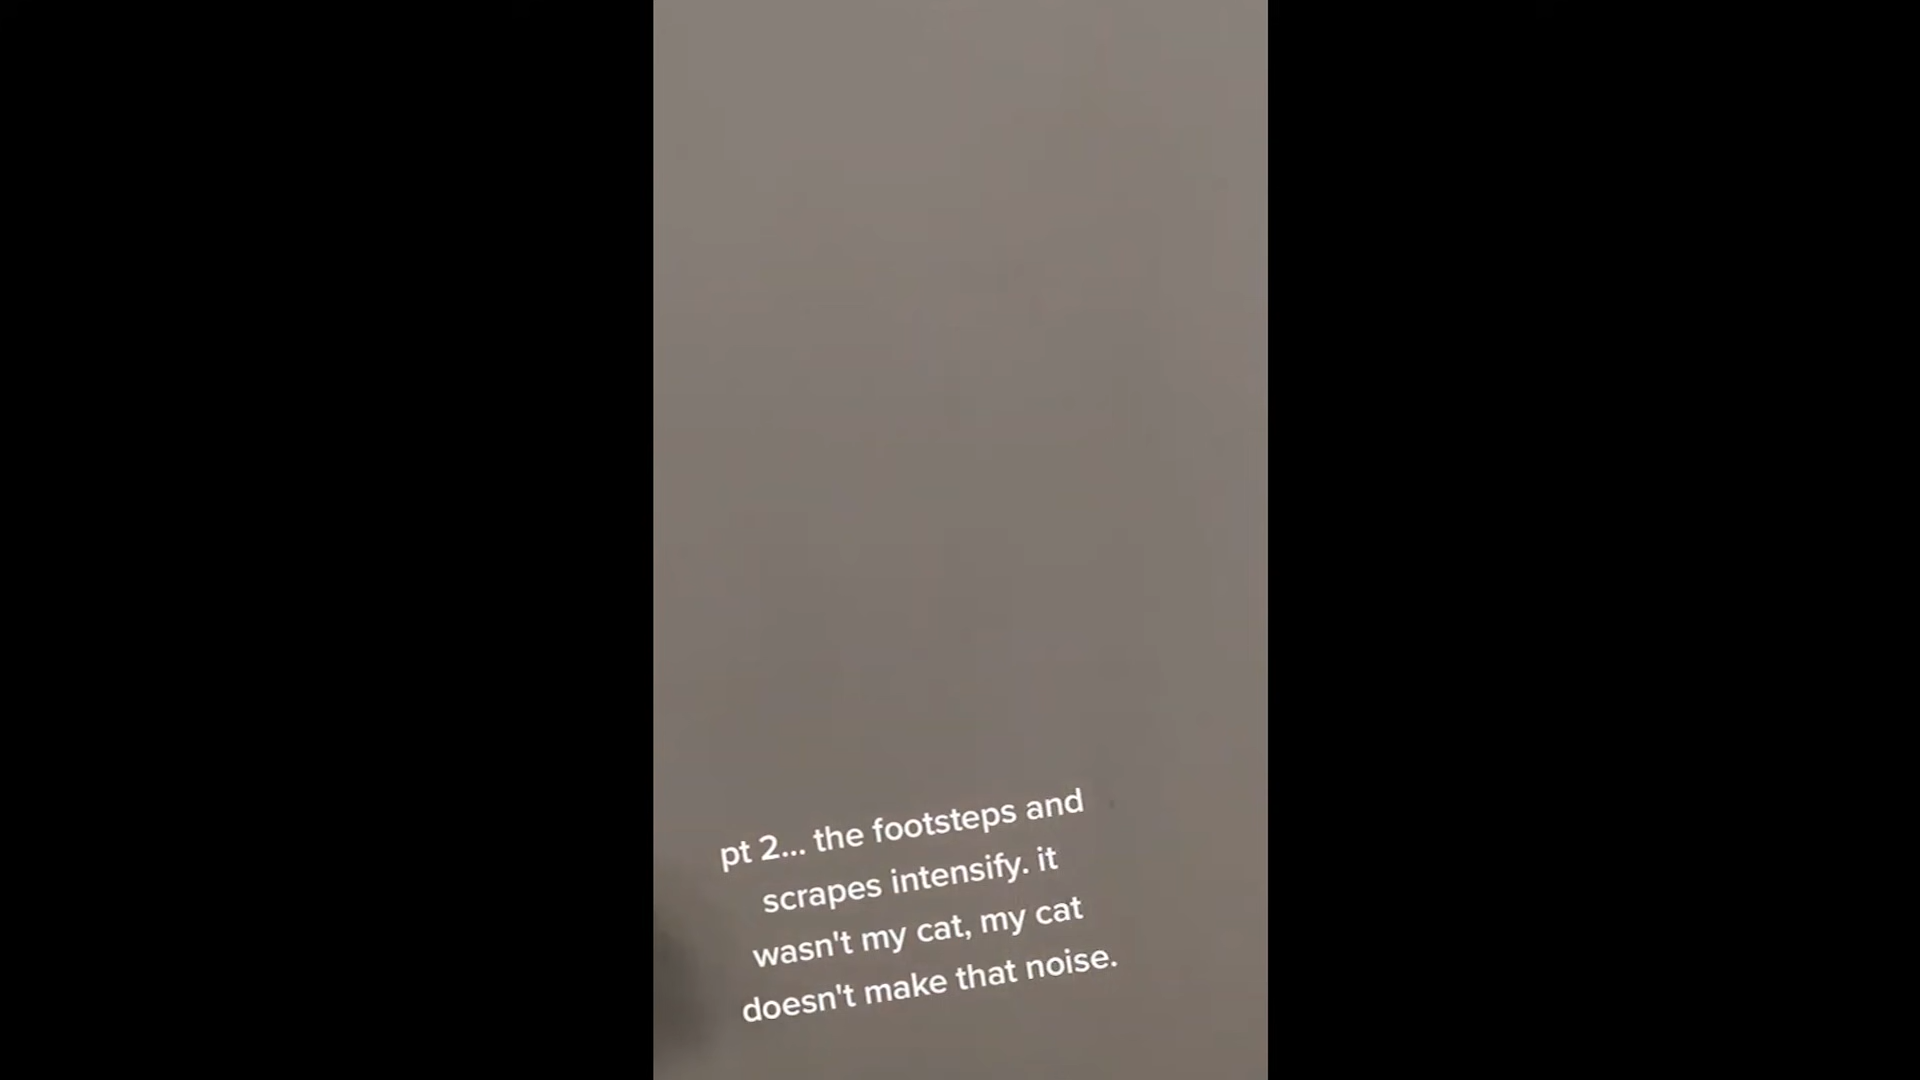 pt 2... the footsteps and
scrapes intensify. it
wasn't my cat, my cat
doesn't make that noise.